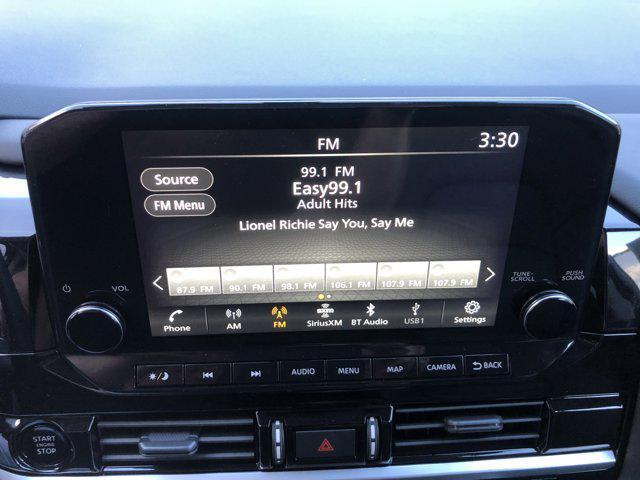 FM
3:30
99.1 FM
Source
Easy99.1
FM Menu
Adult Hits
Lionel Richie Say You, Say Me
87.9 FM 90.1 FM 98.1 FM 106.1 FM 107.9 FM 107.9 FM
Phone AM FM SiriusXM BT Audio USB1 Settings
VOL
TUNE·
SCROLL
PUSH
SOUND
AUDIO MENU MAP CAMERA BACK
START
ENGINE
STOP